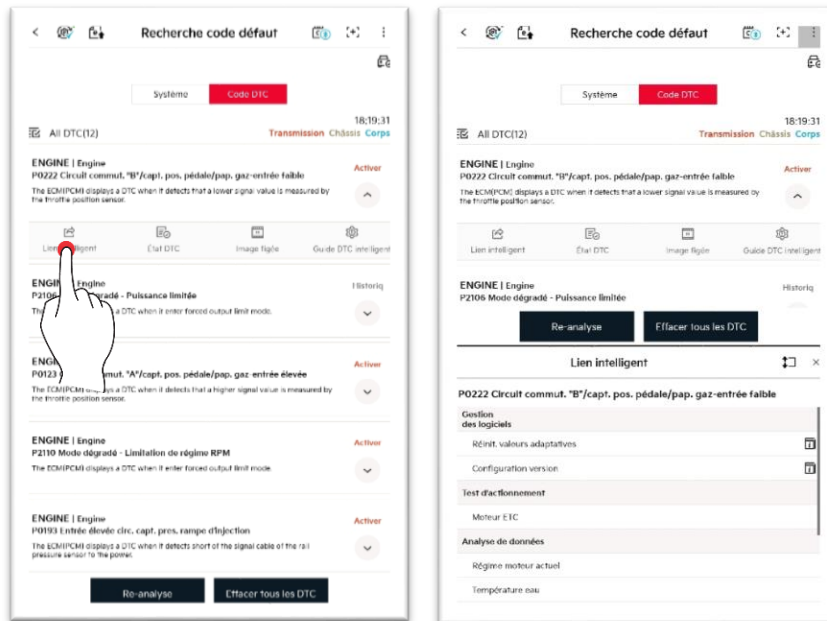 Recherche code défaut
Système
Code DTC
18:19:31
All DTC(12)
Transmission Châssis Corps
ENGINE | Engine
P0222 Circuit commut. "B"/capt. pos. pédale/pap. gaz-entrée faible
Activer
The ECM(PCM) displays a DTC when it detects that a lower signal value is measured by
the throttle position sensor.
Lien intelligent
État DTC
Image figée
Guide DTC intelligent
ENGINE | Engine
P2106 Mode dégradé - Puissance limitée
Historiq
a DTC when it enter forced output limit mode.
P0123
"A"/capt. pos. pédale/pap. gaz-entrée élevée
Activer
The ECM(PCM) displays a DTC when it detects that a higher signal value is measured by
the throttle position sensor.
ENGINE | Engine
P2110 Mode dégradé - Limitation de régime RPM
Activer
The ECM(PCM) displays a DTC when it enter forced output limit mode.
ENGINE | Engine
P0193 Entrée élevée circ. capt. pres. rampe d'injection
Activer
The ECM(PCM) displays a DTC when it detects short of the signal cable of the rail
pressure sensor to the power.
Re-analyse
Effacer tous les DTC
Recherche code défaut
Système
Code DTC
18:19:31
All DTC(12)
Transmission Châssis Corps
ENGINE | Engine
P0222 Circuit commut. "B"/capt. pos. pédale/pap. gaz-entrée faible
Activer
The ECM(PCM) displays a DTC when it detects that a lower signal value is measured by
the throttle position sensor.
Lien intelligent
État DTC
Image figée
Guide DTC intelligent
ENGINE | Engine
P2106 Mode dégradé - Puissance limitée
Historiq
Re-analyse
Effacer tous les DTC
Lien intelligent
P0222 Circuit commut. "B"/capt. pos. pédale/pap. gaz-entrée faible
Gestion
des logiciels
Réinit. valeurs adaptatives
Configuration version
Test d'actionnement
Moteur ETC
Analyse de données
Régime moteur actuel
Température eau